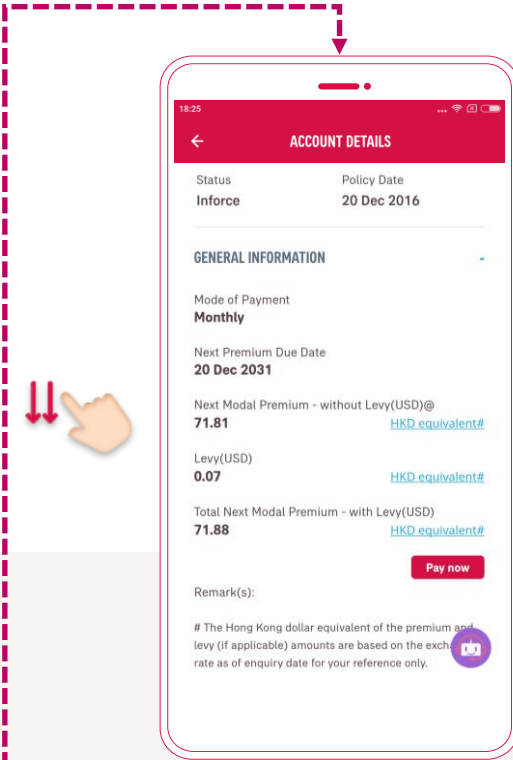 18:25
ACCOUNT DETAILS
Status Policy Date
Inforce 20 Dec 2016
GENERAL INFORMATION -
Mode of Payment
Monthly
Next Premium Due Date
20 Dec 2031
Next Modal Premium - without Levy(USD)@
71.81 HKD equivalent#
Levy(USD)
0.07 HKD equivalent#
Total Next Modal Premium - with Levy(USD)
71.88 HKD equivalent#
Pay now
Remark(s):
# The Hong Kong dollar equivalent of the premium and
levy (if applicable) amounts are based on the exch
rate as of enquiry date for your reference only.